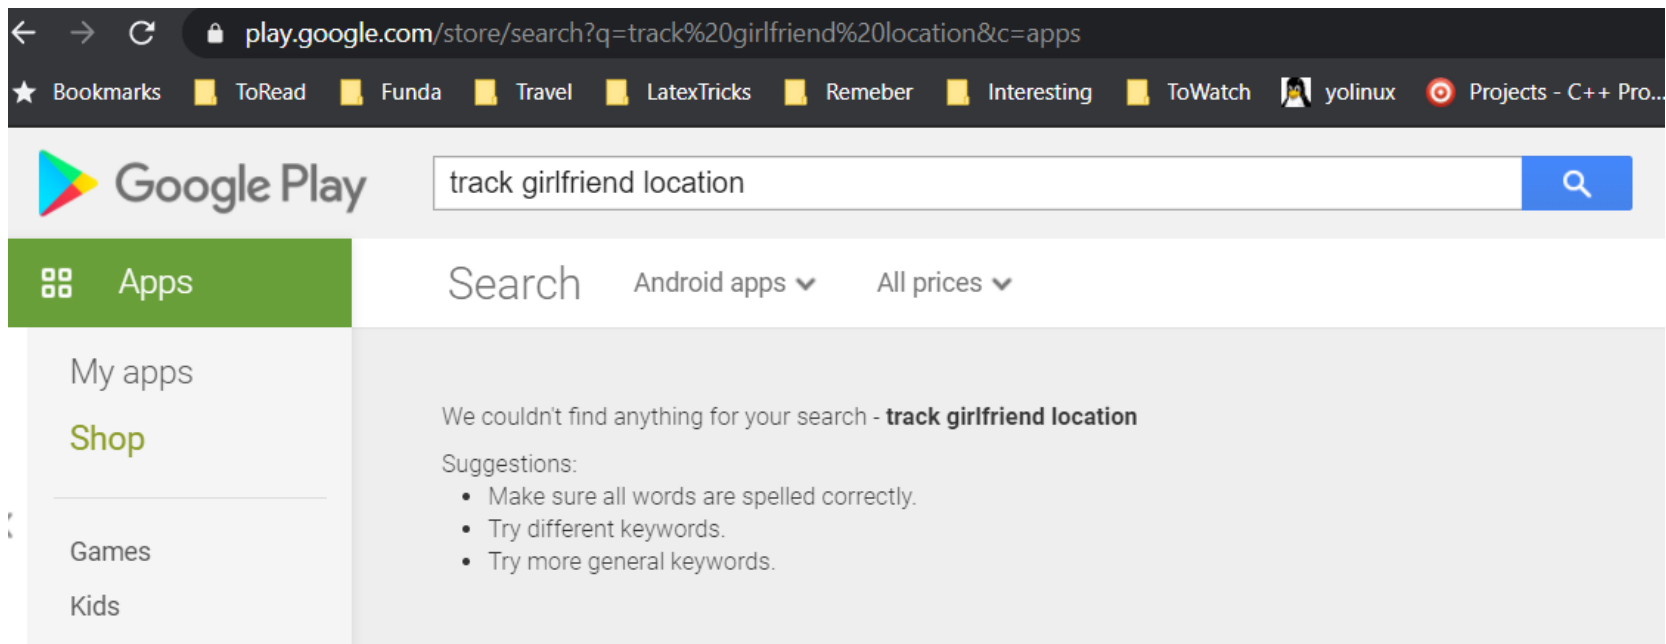 play.google.com/store/search?q=track%20girlfriend%20location&c=apps
Bookmarks ToRead Funda Travel LatexTricks Remeber Interesting ToWatch yolinux Projects - C++ Pro...
Google Play track girlfriend location
Apps Search Android apps All prices
My apps
Shop
We couldn't find anything for your search - track girlfriend location
Suggestions:
• Make sure all words are spelled correctly.
• Try different keywords.
• Try more general keywords.
Games
Kids